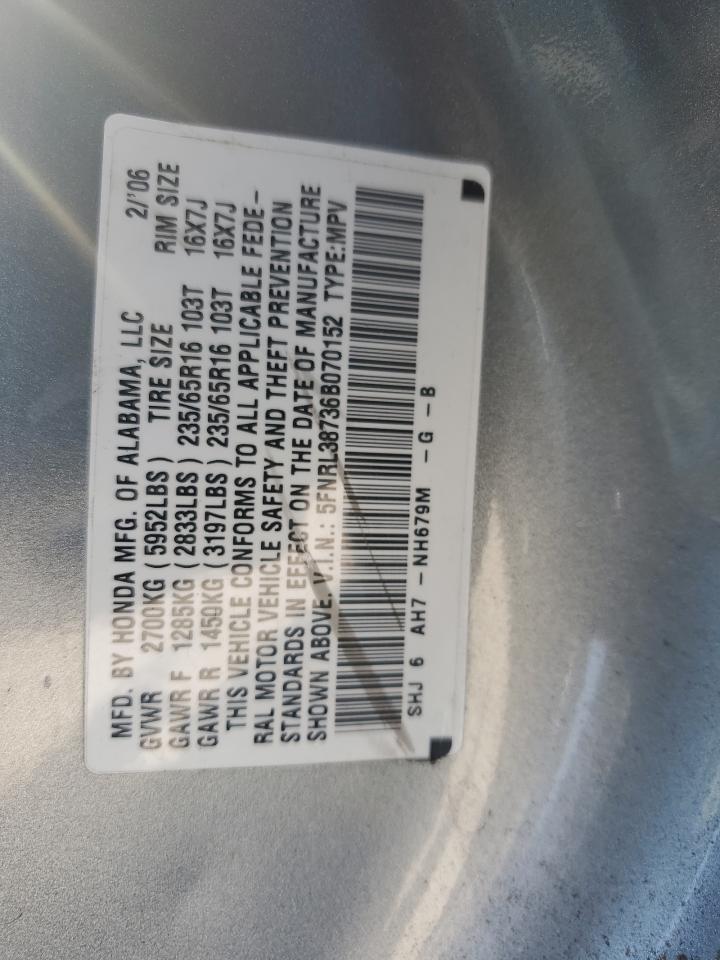 MFD. BY HONDA MFG. OF ALABAMA, LLC 2/'06
GVWR 2700KG (5952LBS) TIRE SIZE RIM SIZE
GAWR F 1285KG (2833LBS) 235/65R16 103T 16X7J
GAWR R 1450KG (3197LBS) 235/65R16 103T 16X7J
THIS VEHICLE CONFORMS TO ALL APPLICABLE FEDE-
RAL MOTOR VEHICLE SAFETY AND THEFT PREVENTION
STANDARDS IN EFFECT ON THE DATE OF MANUFACTURE
SHOWN ABOVE. V.I.N.: 5FNRL38736B070152 TYPE:MPV
SHJ 6 AH7 -NH679M -G -B